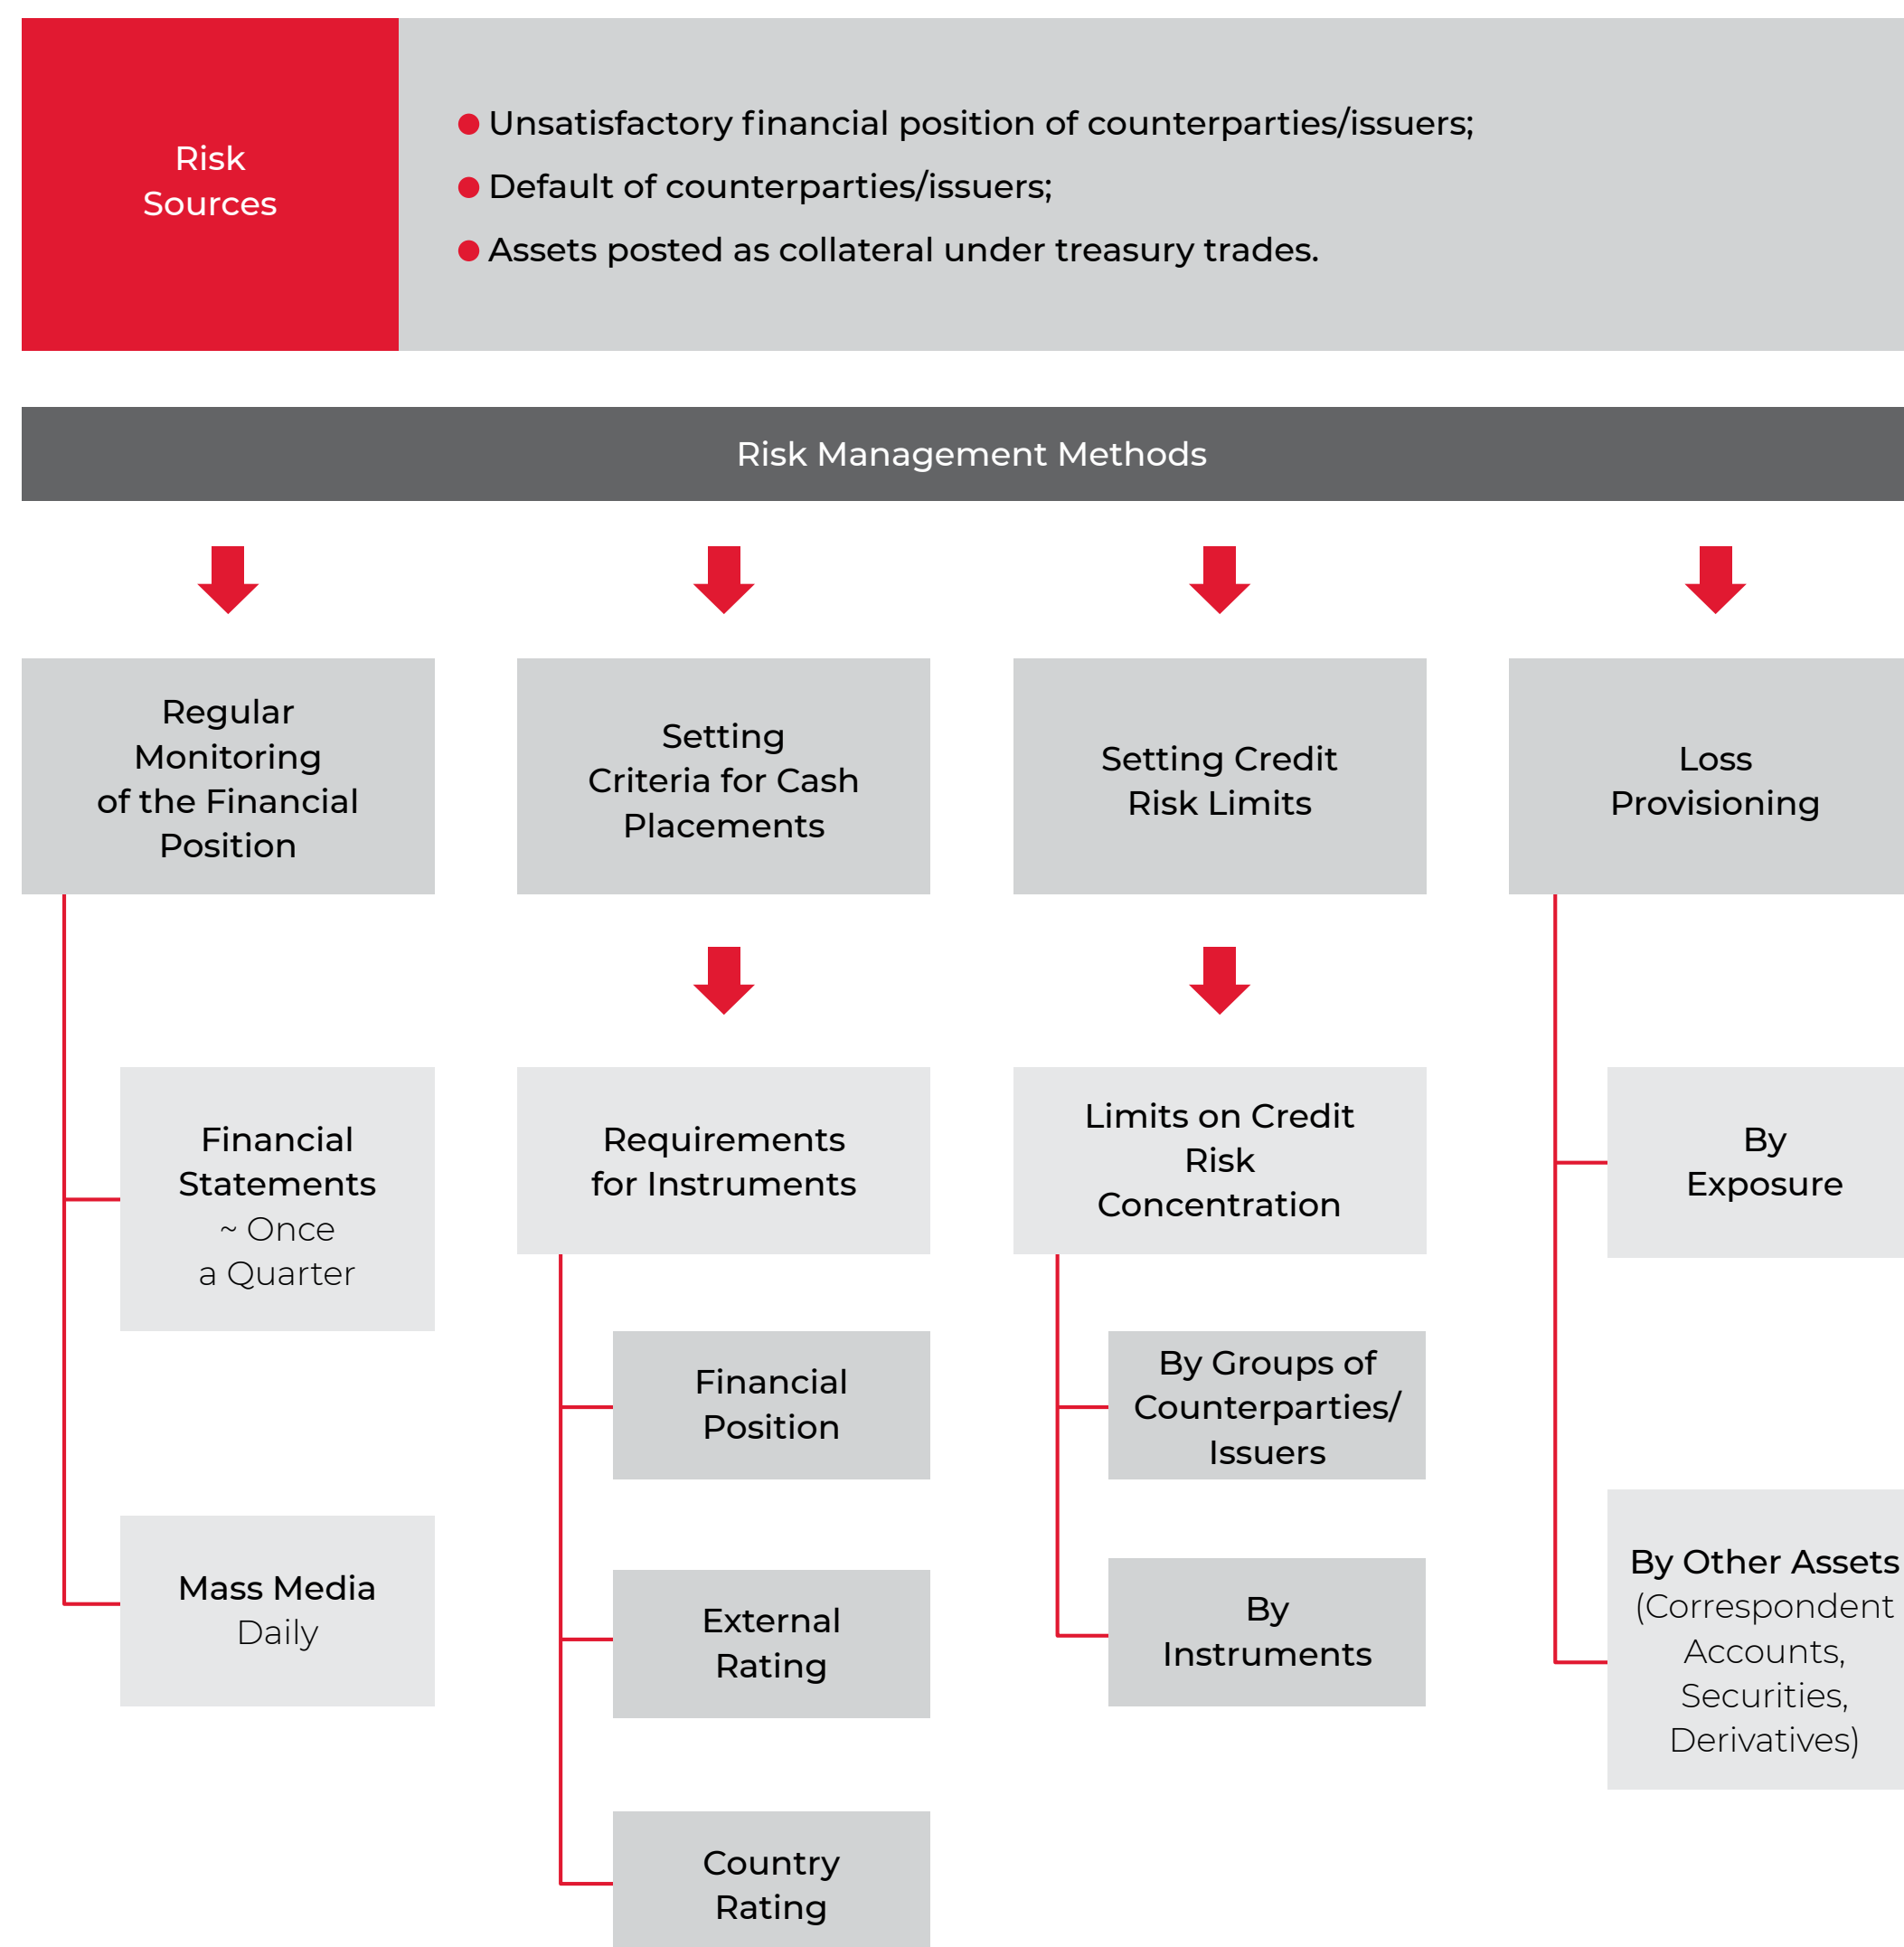 Risk
Sources
Unsatisfactory financial position of counterparties/issuers;
Default of counterparties/issuers;
Assets posted as collateral under treasury trades.
Risk Management Methods
Regular
Monitoring
of the Financial
Position
Setting
Criteria for Cash
Placements
Setting Credit
Risk Limits
Loss
Provisioning
Financial
Statements
~ Once
a Quarter
Mass Media
Daily
Requirements
for Instruments
Financial
Position
External
Rating
Country
Rating
Limits on Credit
Risk
Concentration
By Groups of
Counterparties/
Issuers
By
Instruments
By
Exposure
By Other Assets
(Correspondent
Accounts,
Securities,
Derivatives)